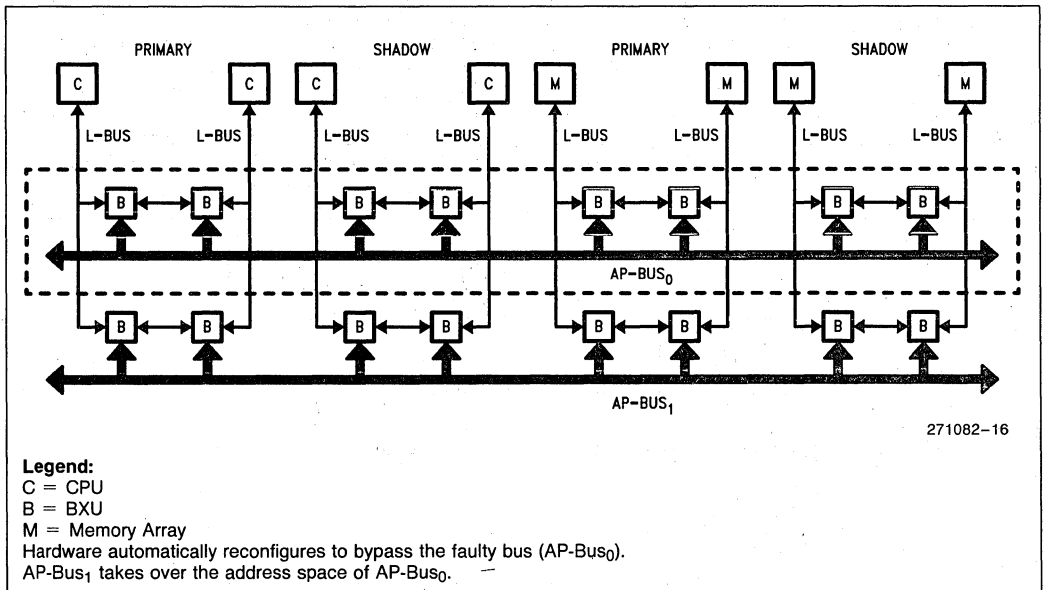 PRIMARY SHADOW PRIMARY SHADOW
C C C C M M M M
L-BUS L-BUS L-BUS L-BUS L-BUS L-BUS L-BUS L-BUS
B B B B B B B B
AP-BUS₀
B B B B B B B B
AP-BUS₁
271082-16
Legend:
C = CPU
B = BXU
M = Memory Array
Hardware automatically reconfigures to bypass the faulty bus (AP-Bus₀).
AP-Bus₁ takes over the address space of AP-Bus₀.